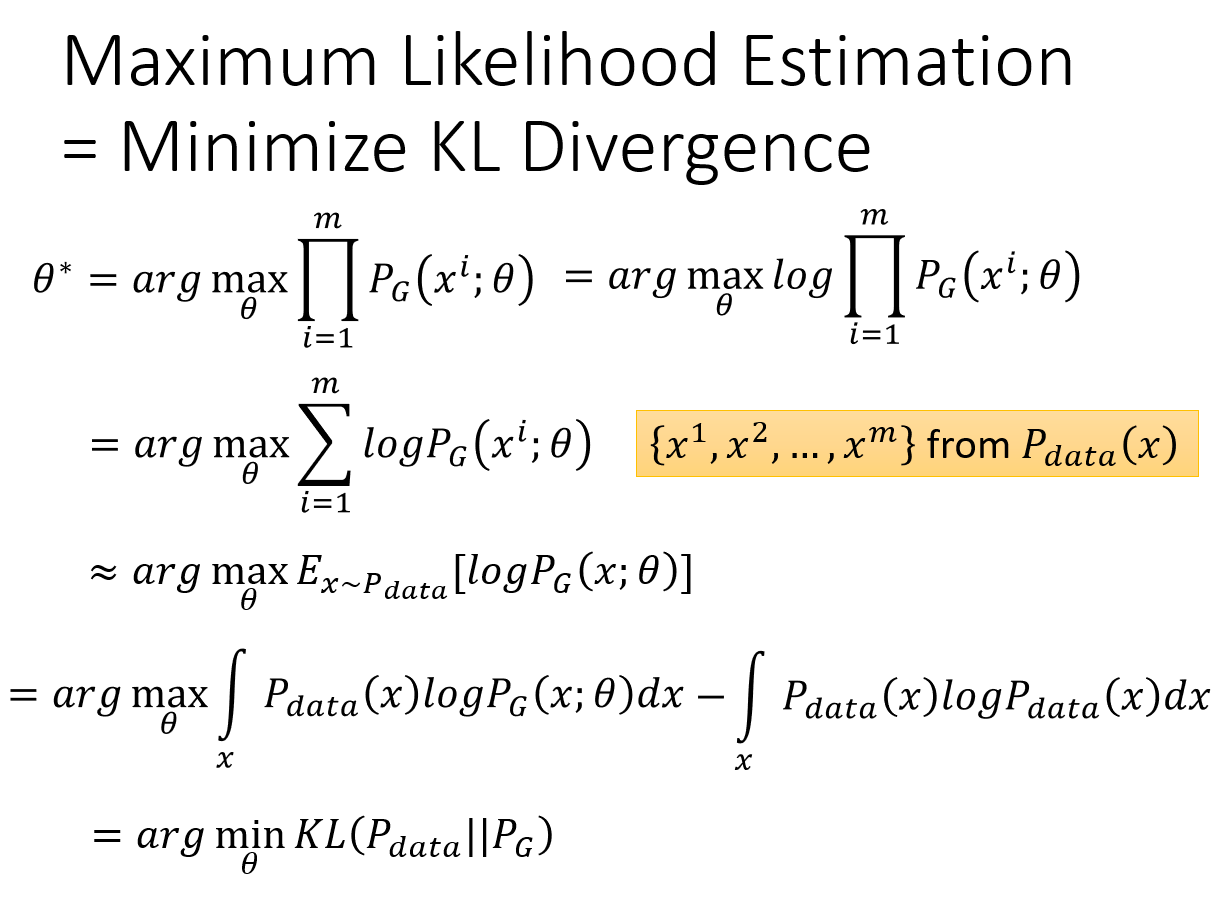 Maximum Likelihood Estimation
= Minimize KL Divergence
θ* = arg max_θ ∏_{i=1}^{m} P_G(x^i; θ) = arg max_θ log ∏_{i=1}^{m} P_G(x^i; θ)
= arg max_θ ∑_{i=1}^{m} logP_G(x^i; θ) {x^1, x^2, …, x^m} from P_data(x)
≈ arg max_θ E_{x~P_data}[logP_G(x; θ)]
= arg max_θ ∫_x P_data(x)logP_G(x; θ)dx − ∫_x P_data(x)logP_data(x)dx
= arg min_θ KL(P_data||P_G)